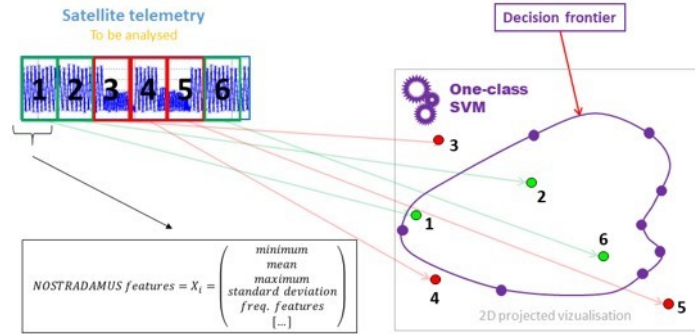 Satellite telemetry
To be analysed
1 2 3 4 5 6
Decision frontier
One-class
SVM
3
2
1
6
4
5
2D projected vizualisation
NOSTRADAMUS features = Xᵢ =
minimum
mean
maximum
standard deviation
freq. features
[...]